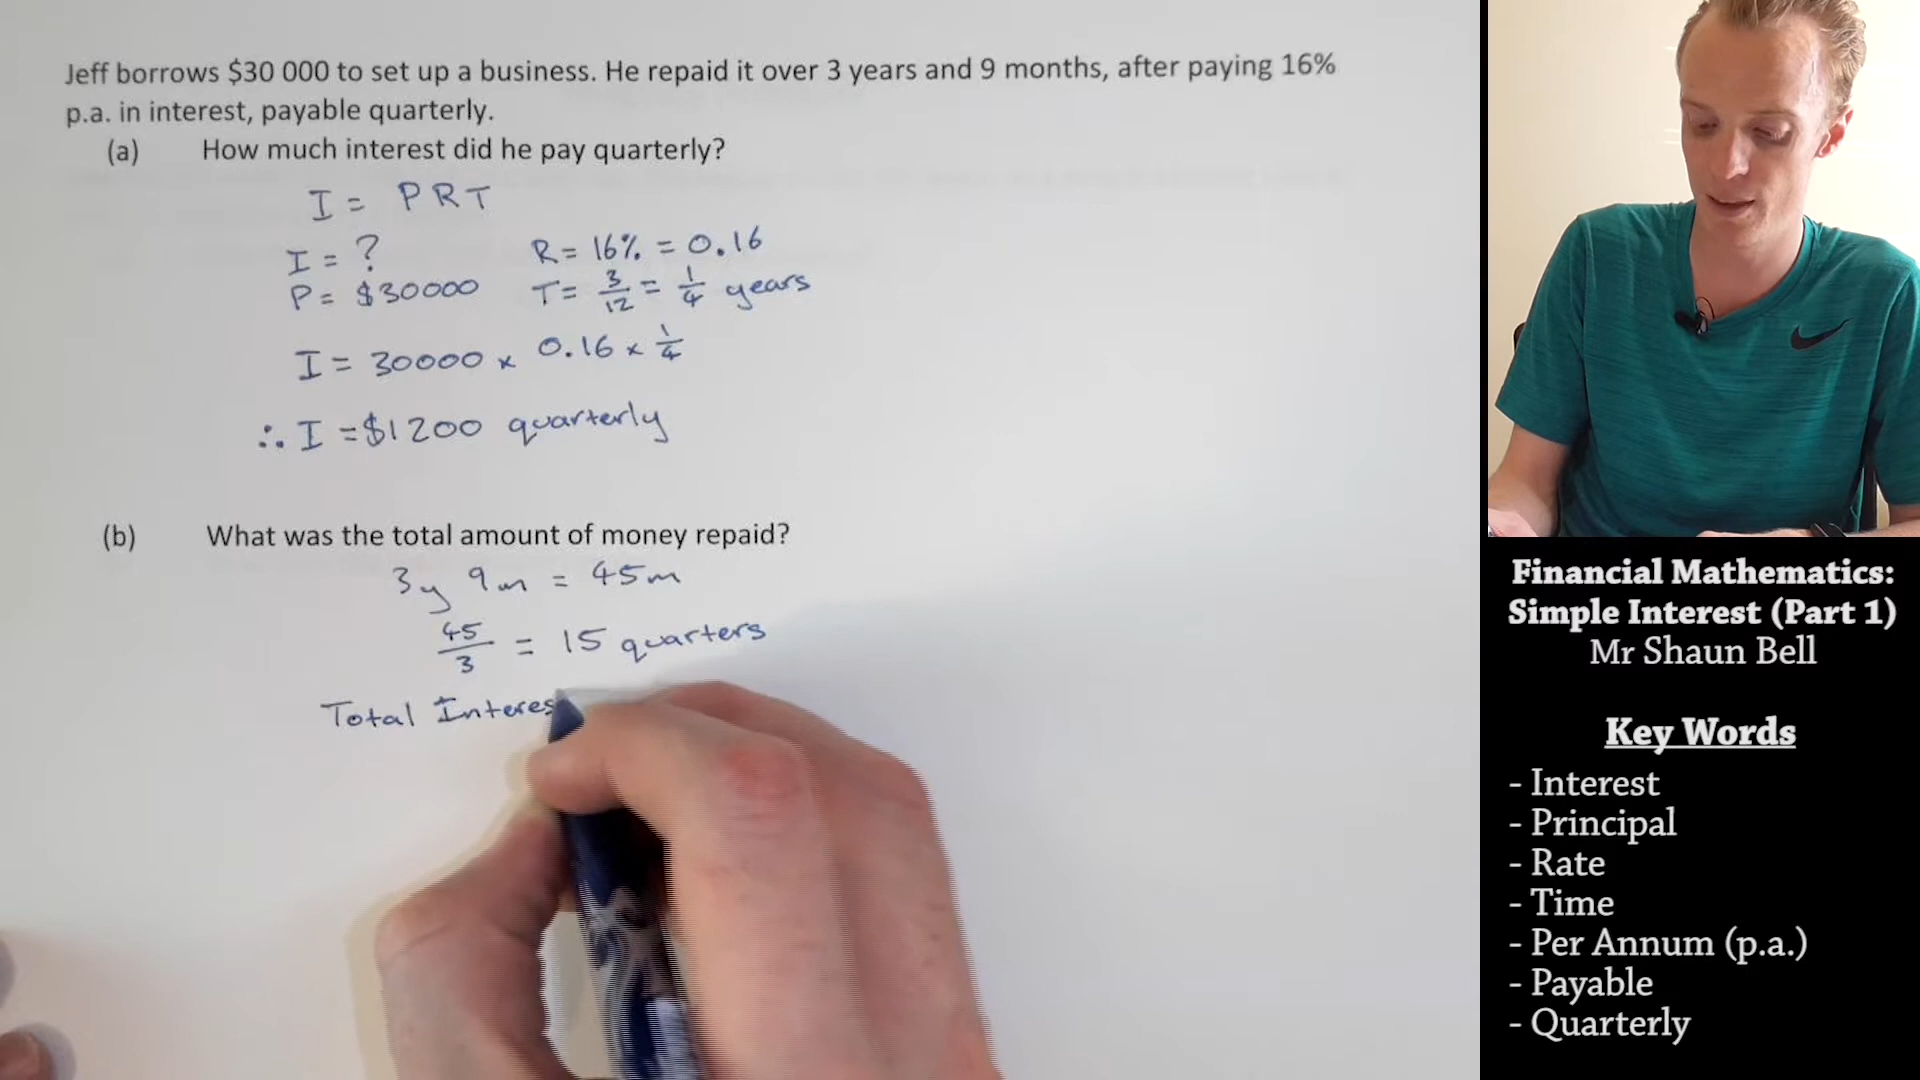 Jeff borrows $30 000 to set up a business. He repaid it over 3 years and 9 months, after paying 16%
p.a. in interest, payable quarterly.
(a) How much interest did he pay quarterly?
I = PRT
I = ? R = 16% = 0.16
P = $30000 T = 3/12 = 1/4 years
I = 30000 × 0.16 × 1/4
∴ I = $1200 quarterly
(b) What was the total amount of money repaid?
3y 9m = 45m
45/3 = 15 quarters
Total Interes
Financial Mathematics:
Simple Interest (Part 1)
Mr Shaun Bell
Key Words
- Interest
- Principal
- Rate
- Time
- Per Annum (p.a.)
- Payable
- Quarterly